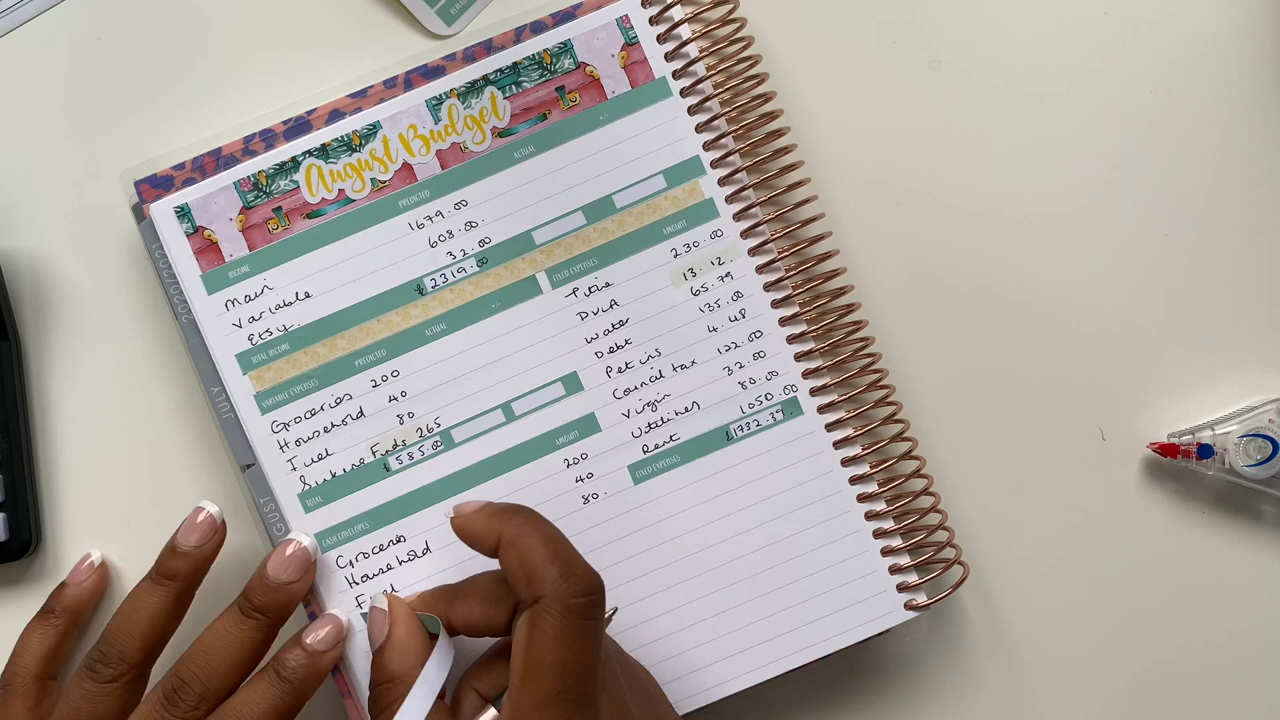 August Budget
INCOME PREDICTED ACTUAL +/-
Main 1679.00
Variable 608.00
Etsy. 32.00
TOTAL INCOME £2319.00
VARIABLE EXPENSES PREDICTED ACTUAL +/-
Groceries 200
Household 40
Fuel 80
Sinking Funds 265
TOTAL £585.00
CASH ENVELOPES AMOUNT
Groceries 200
Household 40
Fuel 80.
FIXED EXPENSES AMOUNT
230.00
DVLA 13.12
Water 65.79
Debt 135.00
Pet ins 4.48
Council tax 122.00
Virgin 32.00
Utilities 80.00
Rent 1050.00
FIXED EXPENSES £1732.39.
2020/2021
JULY
GUST